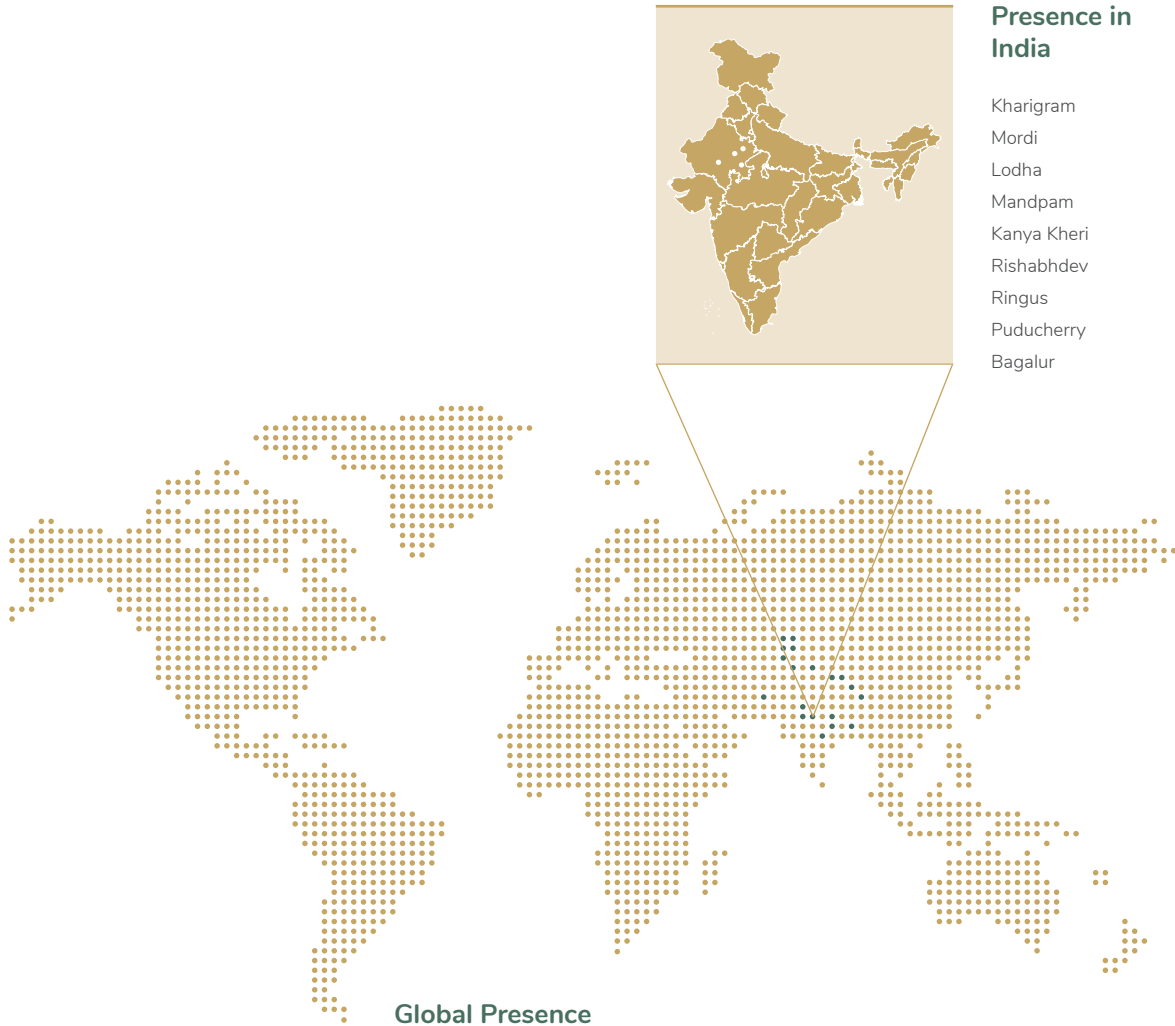 Presence in
India
Kharigram
Mordi
Lodha
Mandpam
Kanya Kheri
Rishabhdev
Ringus
Puducherry
Bagalur
Global Presence